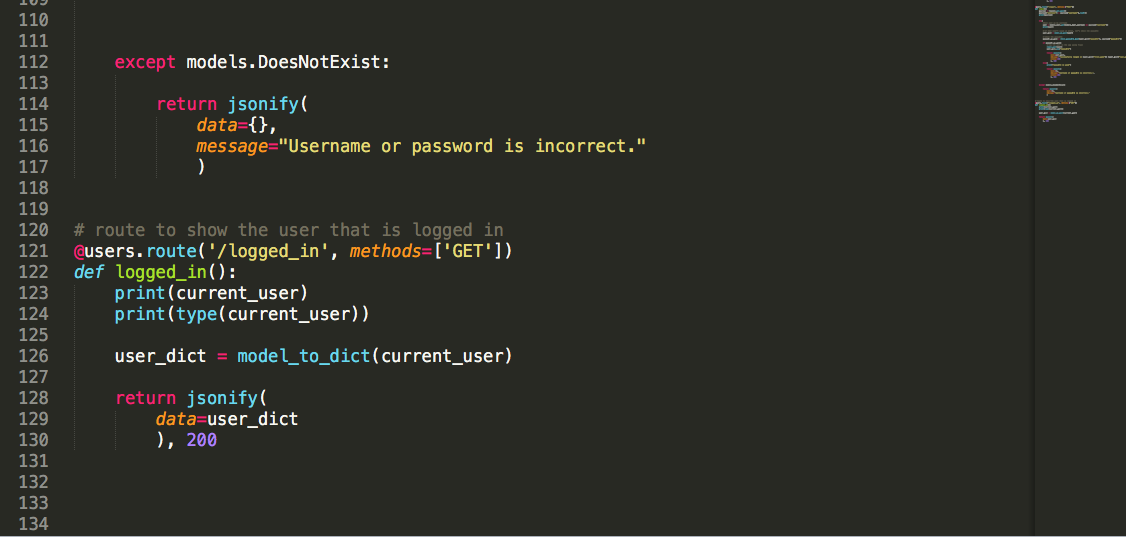 109
110
111
112 except models.DoesNotExist:
113
114 return jsonify(
115 data={},
116 message="Username or password is incorrect."
117 )
118
119
120 # route to show the user that is logged in
121 @users.route('/logged_in', methods=['GET'])
122 def logged_in():
123 print(current_user)
124 print(type(current_user))
125
126 user_dict = model_to_dict(current_user)
127
128 return jsonify(
129 data=user_dict
130 ), 200
131
132
133
134